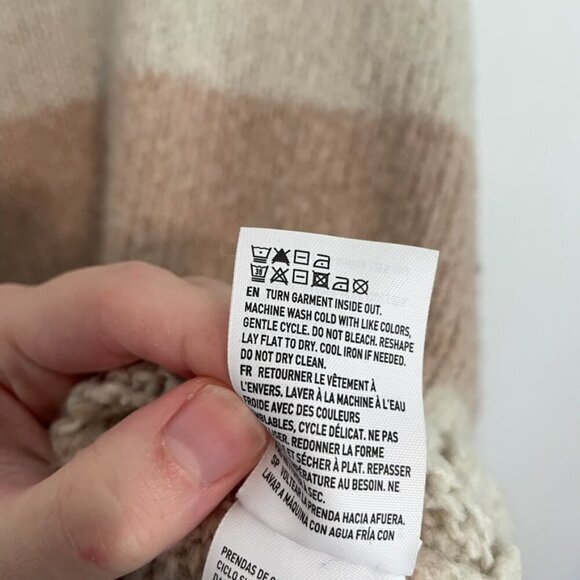 EN TURN GARMENT INSIDE OUT.
MACHINE WASH COLD WITH LIKE COLORS,
GENTLE CYCLE. DO NOT BLEACH. RESHAPE
LAY FLAT TO DRY. COOL IRON IF NEEDED.
DO NOT DRY CLEAN.
FR RETOURNER LE VÊTEMENT À
L'ENVERS, LAVER À LA MACHINE À L'EAU
FROIDE AVEC DES COULEURS
CYCLE DÉLICAT. NE PAS
REDONNER LA FORME
ET SÉCHER À PLAT. REPASSER
AU BESOIN. NE
À SEC.
SP VOLTEAR LA PRENDA HACIA AFUERA.
LAVAR A MÁQUINA CON AGUA FRÍA CON
PRENDAS DE
CICLO